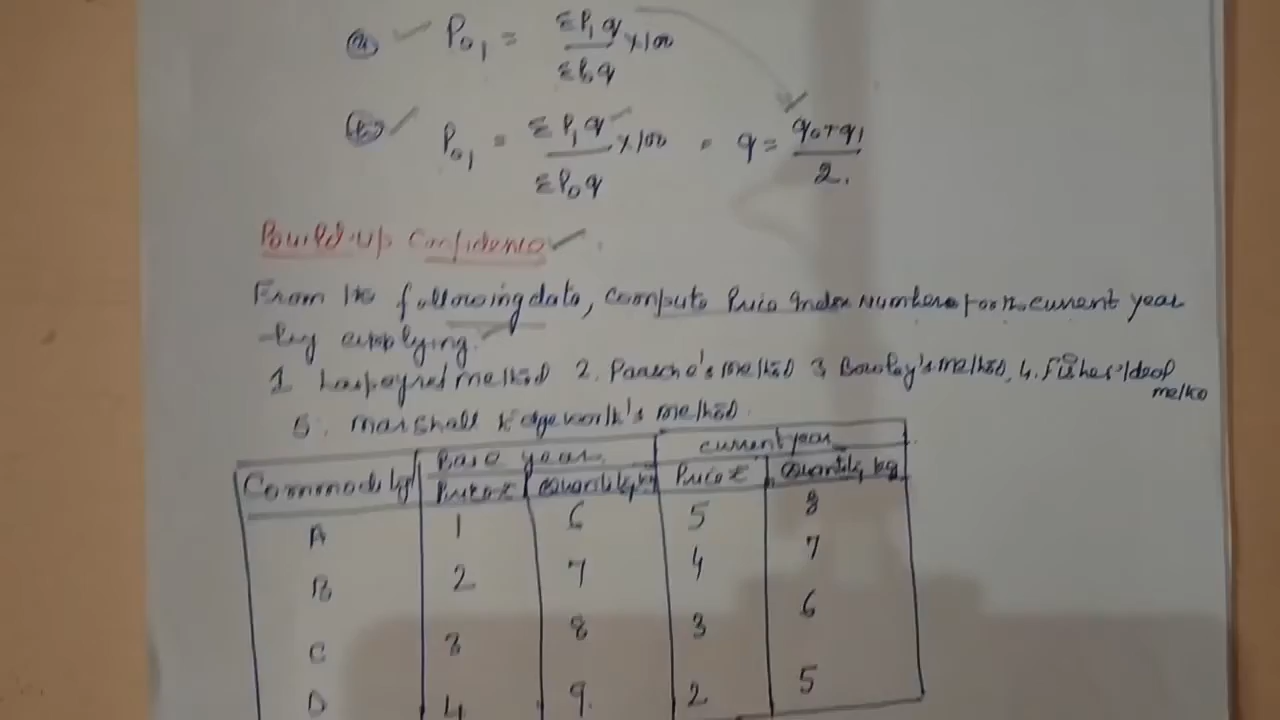 (a) P01 = ΣP1q / ΣP0q ×100
(b) P01 = ΣP1q / ΣP0q ×100 = q = q0+q1 / 2.
Build-up Confidence
From the following data, compute Price Index Numbers for the current year
by applying.
1. Laspeyres method 2. Paasche's method 3. Bowley's method, 4. Fisher's Ideal method
5. Marshall Edgeworth's method.
Commodity Base year Current year
Price ₹ Quantity, kg Price ₹ Quantity kg
A 1 6 5 8
B 2 7 4 7
C 3 8 3 6
D 4 9. 2 5